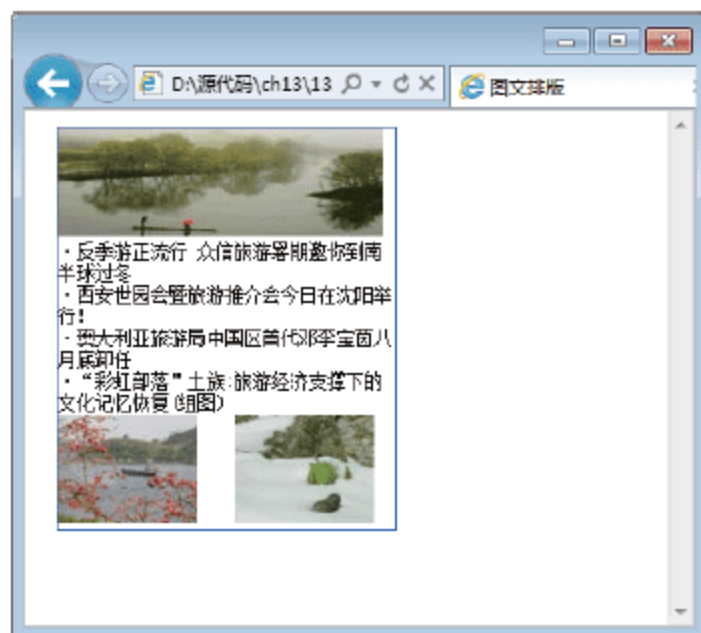 D:\源代码\ch13\13
图文排版
·反季游正流行 众信旅游暑期邀你到南
半球过冬
·西安世园会暨旅游推介会今日在沈阳举
行!
·澳大利亚旅游局中国区首代邓李宝茵八
月底卸任
·“彩虹部落”土族:旅游经济支撑下的
文化记忆恢复(组图)